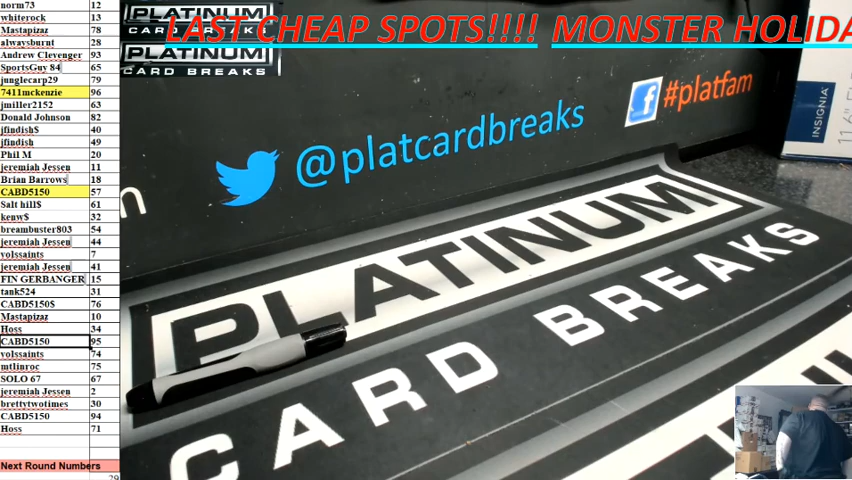 norm73 12
whiterock 13
Mastapizaz 78
alwaysburnt 28
Andrew Clevenger 93
SportsGuy 84 65
junglecarp29 79
7411mckenzie 96
jmiller2152 63
Donald Johnson 82
jfindish$ 40
jfindish 49
Phil M 20
jeremiah Jessen 11
Brian Barrows 18
CABD5150 57
Salt hill$ 61
kenw$ 32
breambuster803 54
jeremiah Jessen 44
volssaints 7
jeremiah Jessen 41
FIN GERBANGER 15
tank524 31
CABD5150$ 76
Mastapizaz 10
Hoss 34
CABD5150 95
volssaints 74
mtlinroc 75
SOLO 67 67
jeremiah Jessen 2
brettytwotimes 30
CABD5150 94
Hoss 71
Next Round Numbers
29
LAST CHEAP SPOTS!!!! MONSTER HOLIDA
PLATINUM
CARD BREAKS
PLATINUM
CARD BREAKS
@platcardbreaks
#platfam
INSIGNIA
11.6" F
PLATINUM
CARD BREAKS